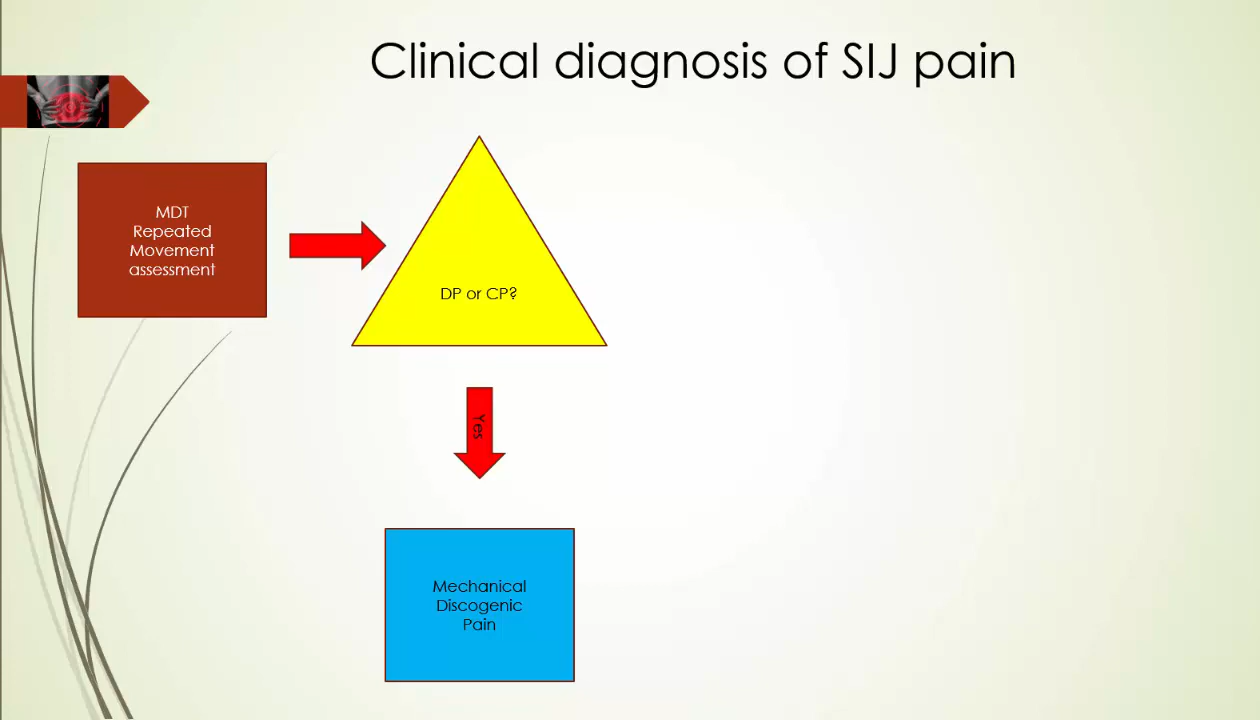 Clinical diagnosis of SIJ pain
MDT
Repeated
Movement
assessment
DP or CP?
Yes
Mechanical
Discogenic
Pain